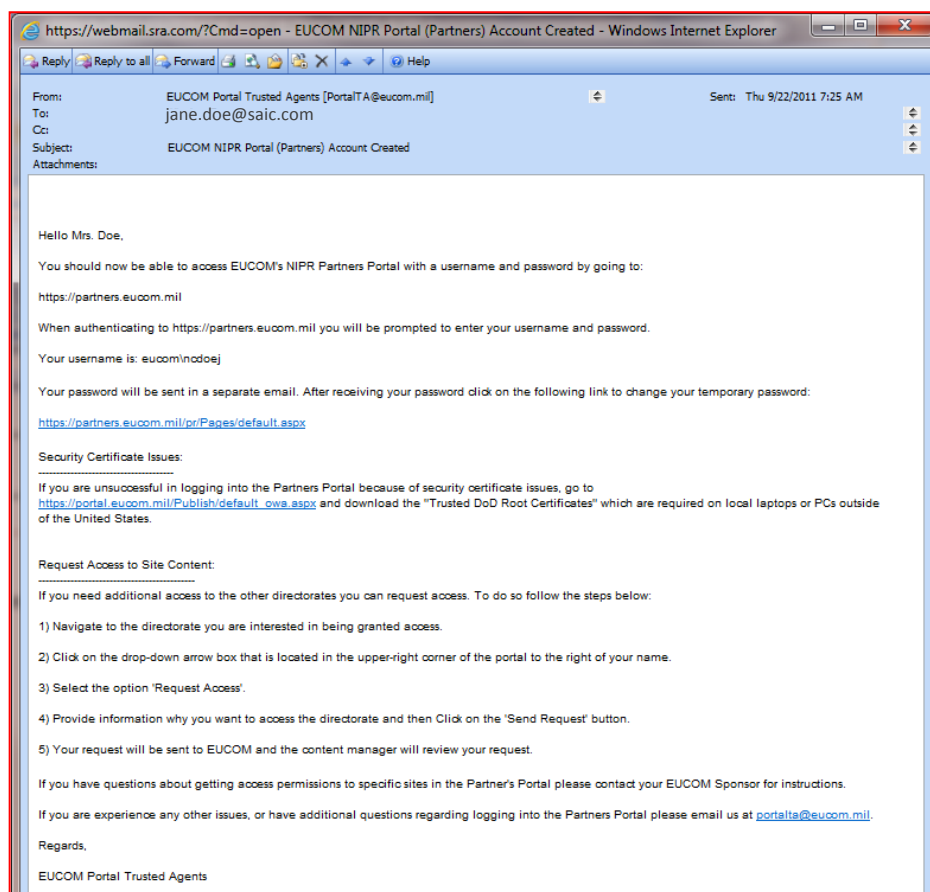 https://webmail.sra.com/?Cmd=open - EUCOM NIPR Portal (Partners) Account Created - Windows Internet Explorer
Reply Reply to all Forward Help
From: EUCOM Portal Trusted Agents [PortalTA@eucom.mil] Sent: Thu 9/22/2011 7:25 AM
To: jane.doe@saic.com
Cc:
Subject: EUCOM NIPR Portal (Partners) Account Created
Attachments:
Hello Mrs. Doe,
You should now be able to access EUCOM's NIPR Partners Portal with a username and password by going to:
https://partners.eucom.mil
When authenticating to https://partners.eucom.mil you will be prompted to enter your username and password.
Your username is: eucom\ncdoej
Your password will be sent in a separate email. After receiving your password click on the following link to change your temporary password:
https://partners.eucom.mil/pr/Pages/default.aspx
Security Certificate Issues:
-------------------------------------
If you are unsuccessful in logging into the Partners Portal because of security certificate issues, go to
https://portal.eucom.mil/Publish/default_owa.aspx and download the "Trusted DoD Root Certificates" which are required on local laptops or PCs outside
of the United States.
Request Access to Site Content:
-------------------------------------------
If you need additional access to the other directorates you can request access. To do so follow the steps below:
1) Navigate to the directorate you are interested in being granted access.
2) Click on the drop-down arrow box that is located in the upper-right corner of the portal to the right of your name.
3) Select the option 'Request Access'.
4) Provide information why you want to access the directorate and then Click on the 'Send Request' button.
5) Your request will be sent to EUCOM and the content manager will review your request.
If you have questions about getting access permissions to specific sites in the Partner's Portal please contact your EUCOM Sponsor for instructions.
If you are experience any other issues, or have additional questions regarding logging into the Partners Portal please email us at portalta@eucom.mil.
Regards,
EUCOM Portal Trusted Agents